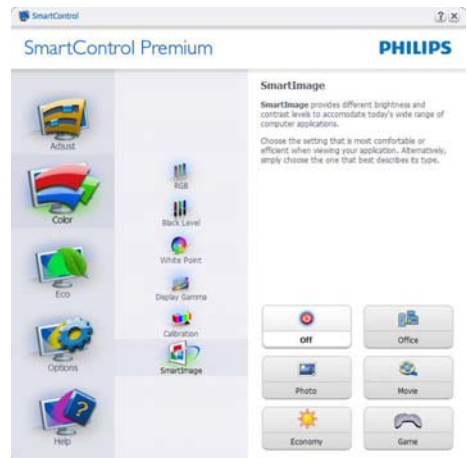 SmartControl
SmartControl Premium
PHILIPS
Adjust
Color
Eco
Options
Help
RGB
Black Level
White Point
Display Gamma
Calibration
SmartImage
SmartImage
SmartImage provides different brightness and
contrast levels to accomodate today's wide range of
computer applications.
Choose the setting that is most comfortable or
efficient when viewing your application. Alternatively,
simply choose the one that best describes its type.
Off
Office
Photo
Movie
Economy
Game